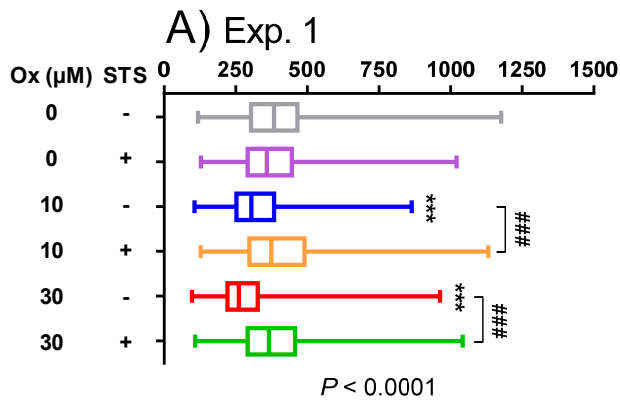 A) Exp. 1
Ox (µM) STS 0 250 500 750 1000 1250 1500
0 -
0 +
10 - *** ###
10 +
30 - *** ###
30 +
P < 0.0001